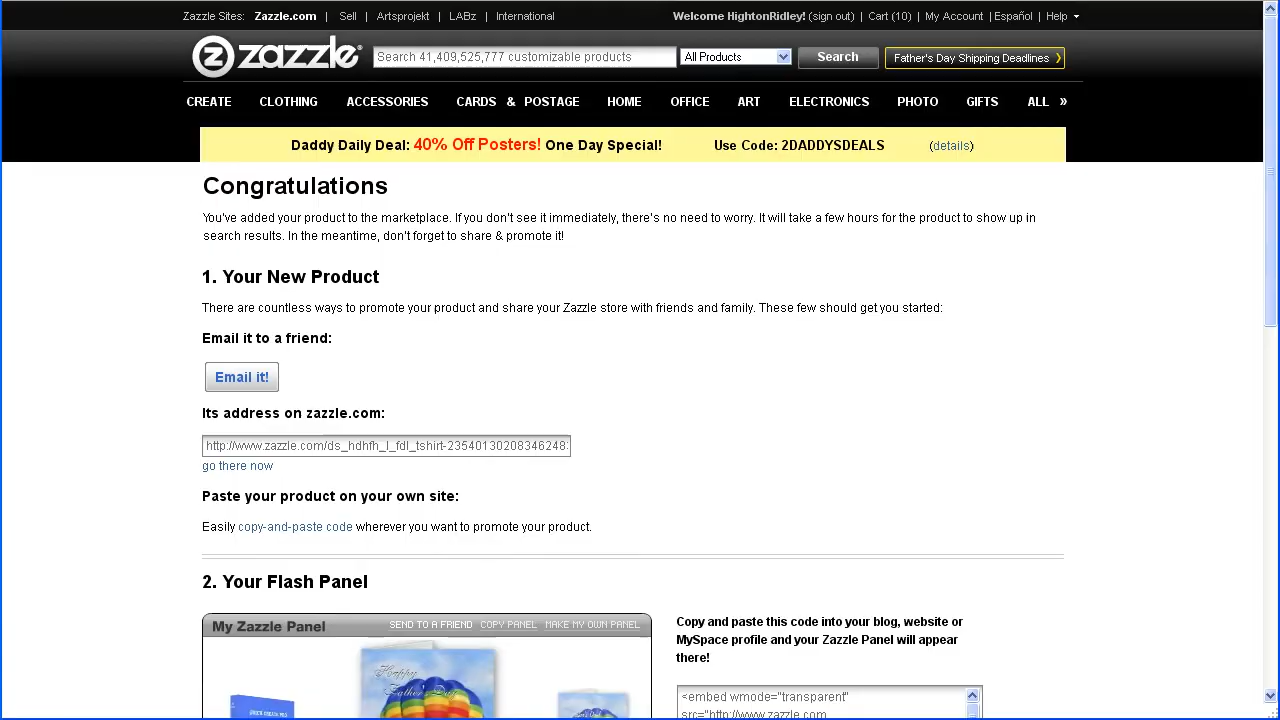 Zazzle Sites: Zazzle.com | Sell | Artsprojekt | LABz | International Welcome HightonRidley! (sign out) | Cart (10) | My Account | Español | Help
zazzle Search 41,409,525,777 customizable products All Products Search Father's Day Shipping Deadlines
CREATE CLOTHING ACCESSORIES CARDS & POSTAGE HOME OFFICE ART ELECTRONICS PHOTO GIFTS ALL »
Daddy Daily Deal: 40% Off Posters! One Day Special! Use Code: 2DADDYSDEALS (details)
Congratulations
You've added your product to the marketplace. If you don't see it immediately, there's no need to worry. It will take a few hours for the product to show up in
search results. In the meantime, don't forget to share & promote it!
1. Your New Product
There are countless ways to promote your product and share your Zazzle store with friends and family. These few should get you started:
Email it to a friend:
Email it!
Its address on zazzle.com:
http://www.zazzle.com/ds_hdhfh_l_fdl_tshirt-23540130208346248
go there now
Paste your product on your own site:
Easily copy-and-paste code wherever you want to promote your product.
2. Your Flash Panel
My Zazzle Panel SEND TO A FRIEND COPY PANEL MAKE MY OWN PANEL
Happy
Father's Day
Copy and paste this code into your blog, website or
MySpace profile and your Zazzle Panel will appear
there!
<embed wmode="transparent"
src="http://www.zazzle.com